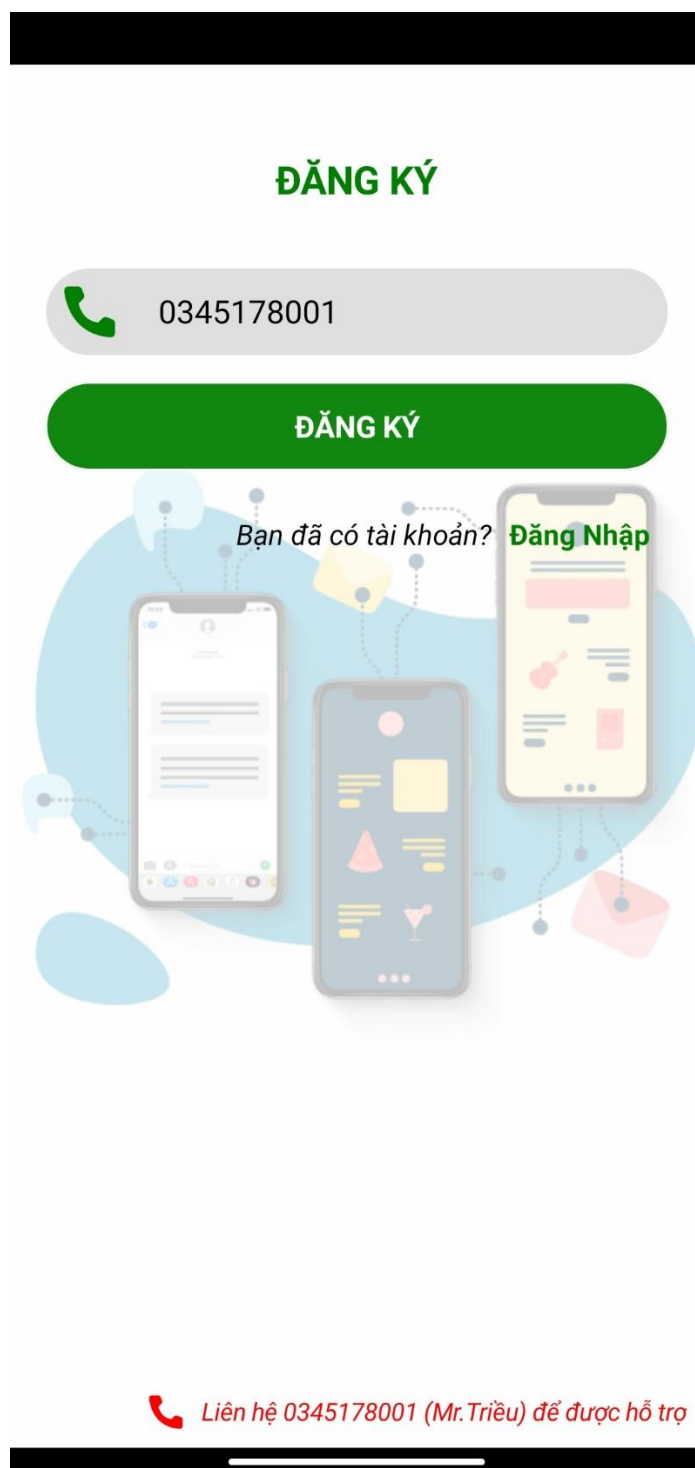 ĐĂNG KÝ
0345178001
ĐĂNG KÝ
Bạn đã có tài khoản? Đăng Nhập
Liên hệ 0345178001 (Mr.Triều) để được hỗ trợ